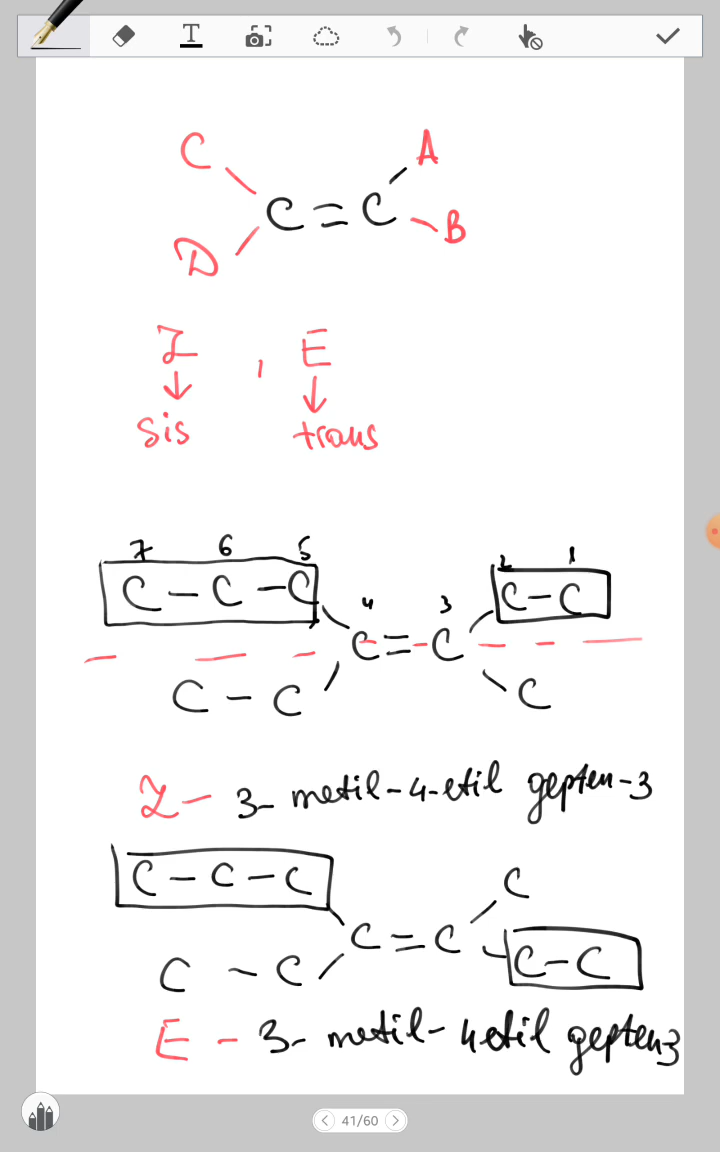 C A
C = C
D B
Z , E
sis trans
7 6 5 2 1
C - C - C C - C
4 3
C = C
C - C C
Z - 3- metil-4-etil gepten-3
C - C - C C
C = C
C - C C - C
E - 3- metil- 4etil gepten3
41/60